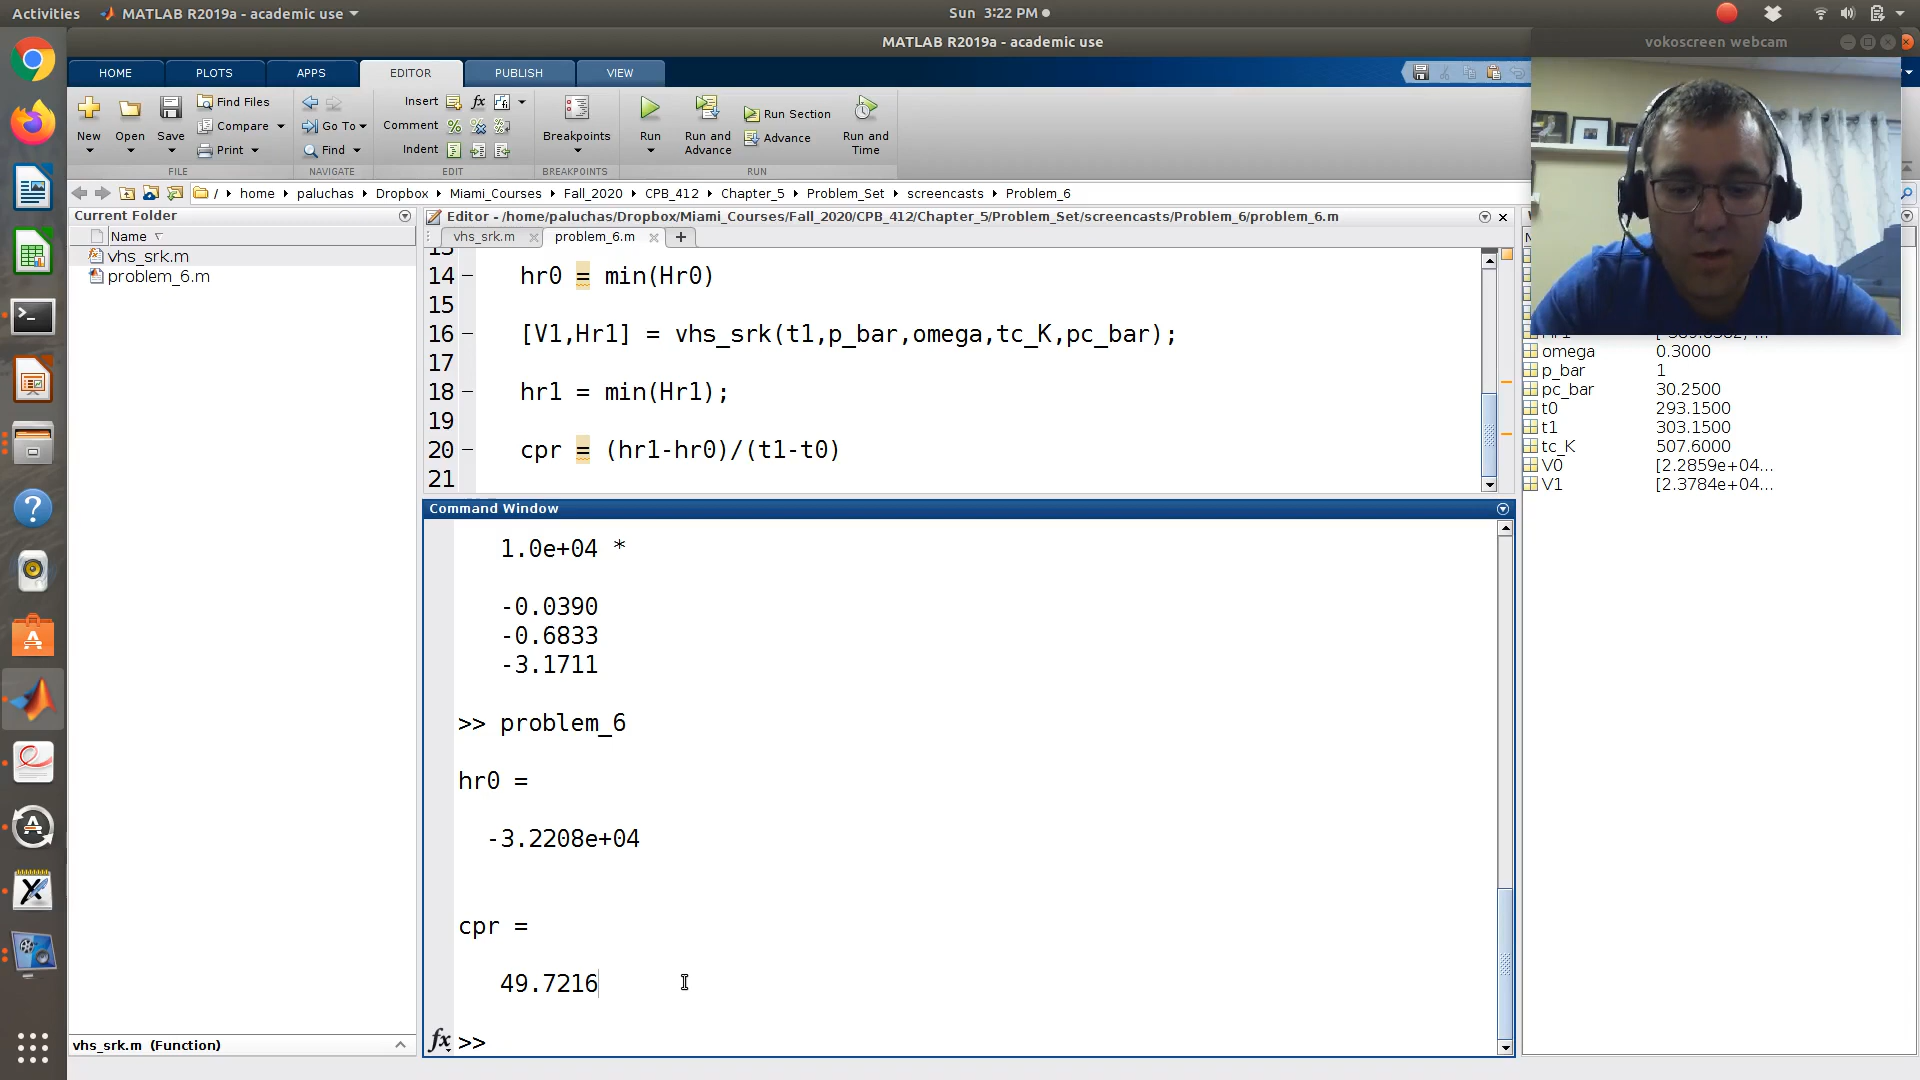 Activities
MATLAB R2019a - academic use
Sun 3:22 PM
MATLAB R2019a - academic use
vokoscreen webcam
HOME
PLOTS
APPS
EDITOR
PUBLISH
VIEW
New
Open
Save
Find Files
Compare
Print
FILE
Go To
Find
NAVIGATE
Insert
fx
Comment
Indent
EDIT
Breakpoints
BREAKPOINTS
Run
Run and Advance
Run Section
Advance
Run and Time
RUN
/ home paluchas Dropbox Miami_Courses Fall_2020 CPB_412 Chapter_5 Problem_Set screencasts Problem_6
Current Folder
Name
vhs_srk.m
problem_6.m
vhs_srk.m (Function)
Editor - /home/paluchas/Dropbox/Miami_Courses/Fall_2020/CPB_412/Chapter_5/Problem_Set/screencasts/Problem_6/problem_6.m
vhs_srk.m
problem_6.m
14 hr0 = min(Hr0)
15
16 [V1,Hr1] = vhs_srk(t1,p_bar,omega,tc_K,pc_bar);
17
18 hr1 = min(Hr1);
19
20 cpr = (hr1-hr0)/(t1-t0)
21
Command Window
1.0e+04 *
-0.0390
-0.6833
-3.1711
>> problem_6
hr0 =
-3.2208e+04
cpr =
49.7216
fx >>
omega 0.3000
p_bar 1
pc_bar 30.2500
t0 293.1500
t1 303.1500
tc_K 507.6000
V0 [2.2859e+04...
V1 [2.3784e+04...